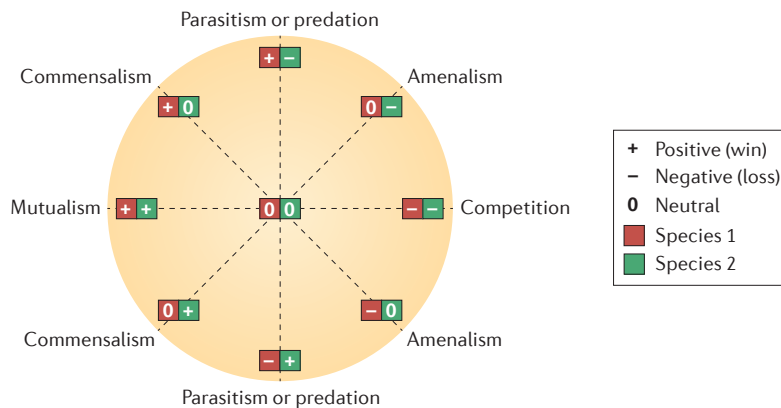 Parasitism or predation
+ −
Commensalism
Amenalism
+ 0
0 −
Mutualism
+ +
0 0
− −
Competition
0 +
− 0
Commensalism
Amenalism
− +
Parasitism or predation
+ Positive (win)
− Negative (loss)
0 Neutral
Species 1
Species 2